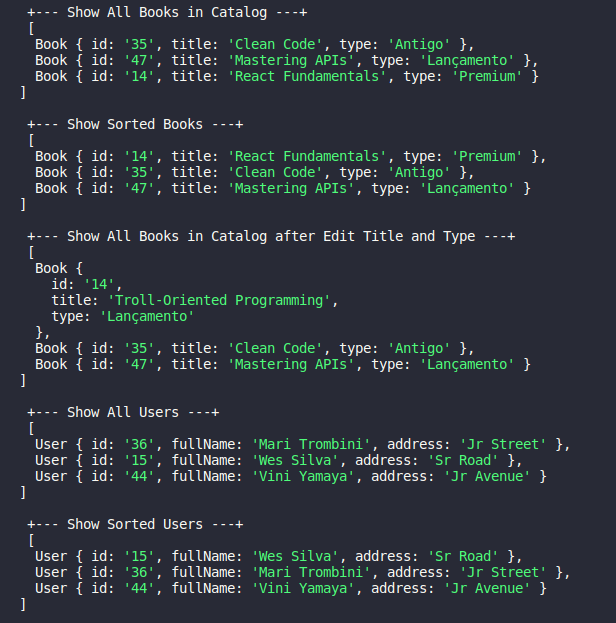 +--- Show All Books in Catalog ---+
[
Book { id: '35', title: 'Clean Code', type: 'Antigo' },
Book { id: '47', title: 'Mastering APIs', type: 'Lançamento' },
Book { id: '14', title: 'React Fundamentals', type: 'Premium' }
]
+--- Show Sorted Books ---+
[
Book { id: '14', title: 'React Fundamentals', type: 'Premium' },
Book { id: '35', title: 'Clean Code', type: 'Antigo' },
Book { id: '47', title: 'Mastering APIs', type: 'Lançamento' }
]
+--- Show All Books in Catalog after Edit Title and Type ---+
[
Book {
id: '14',
title: 'Troll-Oriented Programming',
type: 'Lançamento'
},
Book { id: '35', title: 'Clean Code', type: 'Antigo' },
Book { id: '47', title: 'Mastering APIs', type: 'Lançamento' }
]
+--- Show All Users ---+
[
User { id: '36', fullName: 'Mari Trombini', address: 'Jr Street' },
User { id: '15', fullName: 'Wes Silva', address: 'Sr Road' },
User { id: '44', fullName: 'Vini Yamaya', address: 'Jr Avenue' }
]
+--- Show Sorted Users ---+
[
User { id: '15', fullName: 'Wes Silva', address: 'Sr Road' },
User { id: '36', fullName: 'Mari Trombini', address: 'Jr Street' },
User { id: '44', fullName: 'Vini Yamaya', address: 'Jr Avenue' }
]